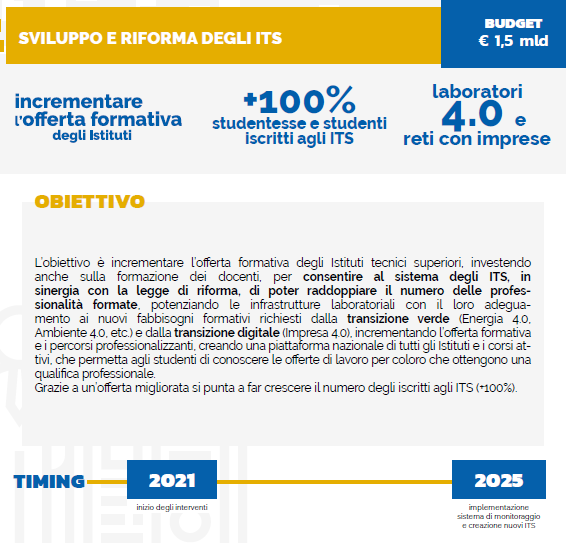 SVILUPPO E RIFORMA DEGLI ITS
BUDGET
€ 1,5 mld
incrementare
l'offerta formativa
degli Istituti
+100%
studentesse e studenti
iscritti agli ITS
laboratori
4.0 e
reti con imprese
OBIETTIVO
L'obiettivo è incrementare l'offerta formativa degli Istituti tecnici superiori, investendo
anche sulla formazione dei docenti, per consentire al sistema degli ITS, in
sinergia con la legge di riforma, di poter raddoppiare il numero delle profes-
sionalità formate, potenziando le infrastrutture laboratoriali con il loro adegua-
mento ai nuovi fabbisogni formativi richiesti dalla transizione verde (Energia 4.0,
Ambiente 4.0, etc.) e dalla transizione digitale (Impresa 4.0), incrementando l'offerta formativa
e i percorsi professionalizzanti, creando una piattaforma nazionale di tutti gli Istituti e i corsi at-
tivi, che permetta agli studenti di conoscere le offerte di lavoro per coloro che ottengono una
qualifica professionale.
Grazie a un'offerta migliorata si punta a far crescere il numero degli iscritti agli ITS (+100%).
TIMING
2021
inizio degli interventi
2025
implementazione
sistema di monitoraggio
e creazione nuovi ITS